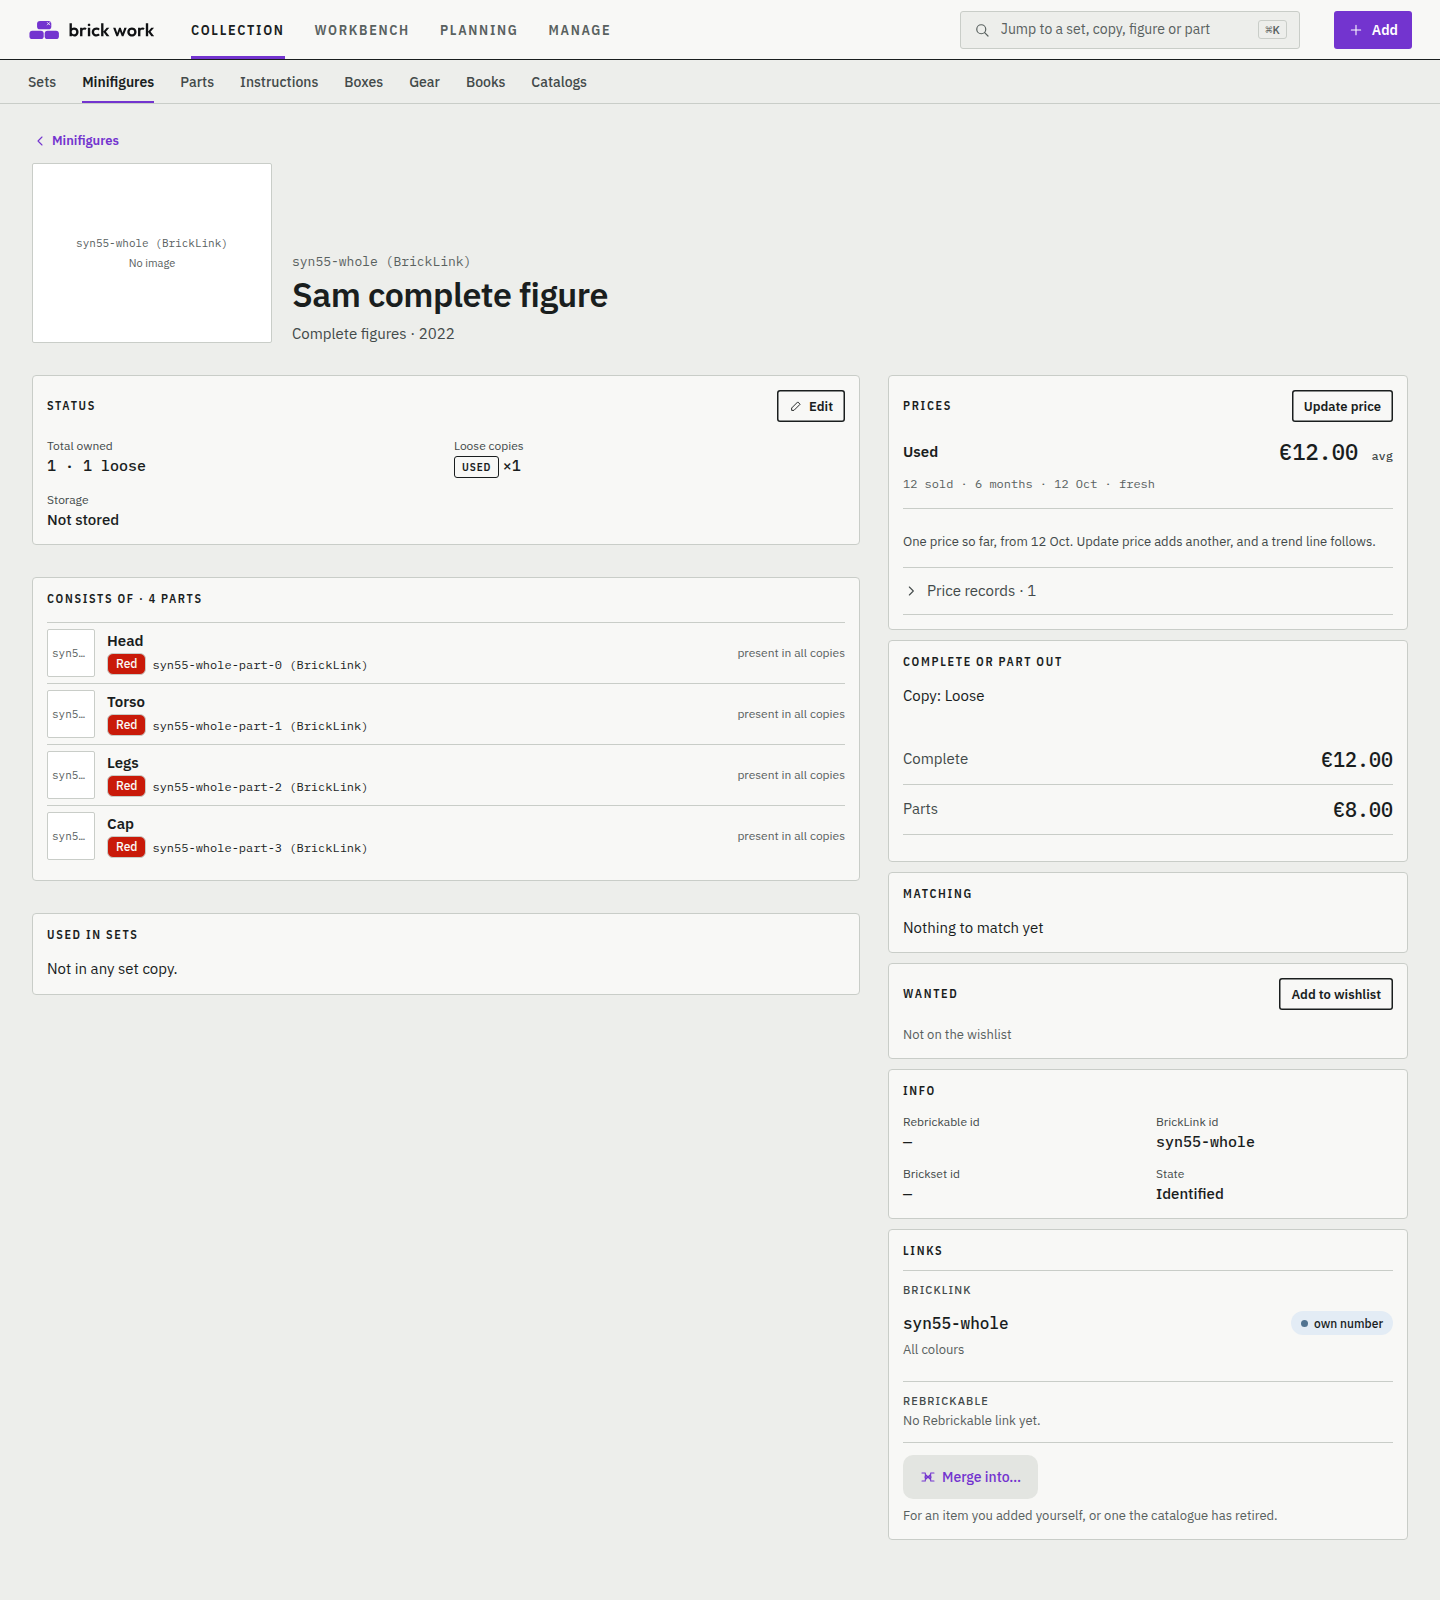 brick work
COLLECTION
WORKBENCH
PLANNING
MANAGE
Jump to a set, copy, figure or part
⌘K
Add
Sets
Minifigures
Parts
Instructions
Boxes
Gear
Books
Catalogs
Minifigures
syn55-whole (BrickLink)
No image
syn55-whole (BrickLink)
Sam complete figure
Complete figures · 2022
STATUS
Edit
Total owned
1 · 1 loose
Loose copies
USED ×1
Storage
Not stored
CONSISTS OF · 4 PARTS
syn5…
Head
Red syn55-whole-part-0 (BrickLink)
present in all copies
syn5…
Torso
Red syn55-whole-part-1 (BrickLink)
present in all copies
syn5…
Legs
Red syn55-whole-part-2 (BrickLink)
present in all copies
syn5…
Cap
Red syn55-whole-part-3 (BrickLink)
present in all copies
USED IN SETS
Not in any set copy.
PRICES
Update price
Used
€12.00 avg
12 sold · 6 months · 12 Oct · fresh
One price so far, from 12 Oct. Update price adds another, and a trend line follows.
Price records · 1
COMPLETE OR PART OUT
Copy: Loose
Complete
€12.00
Parts
€8.00
MATCHING
Nothing to match yet
WANTED
Add to wishlist
Not on the wishlist
INFO
Rebrickable id
—
BrickLink id
syn55-whole
Brickset id
—
State
Identified
LINKS
BRICKLINK
syn55-whole
own number
All colours
REBRICKABLE
No Rebrickable link yet.
Merge into…
For an item you added yourself, or one the catalogue has retired.